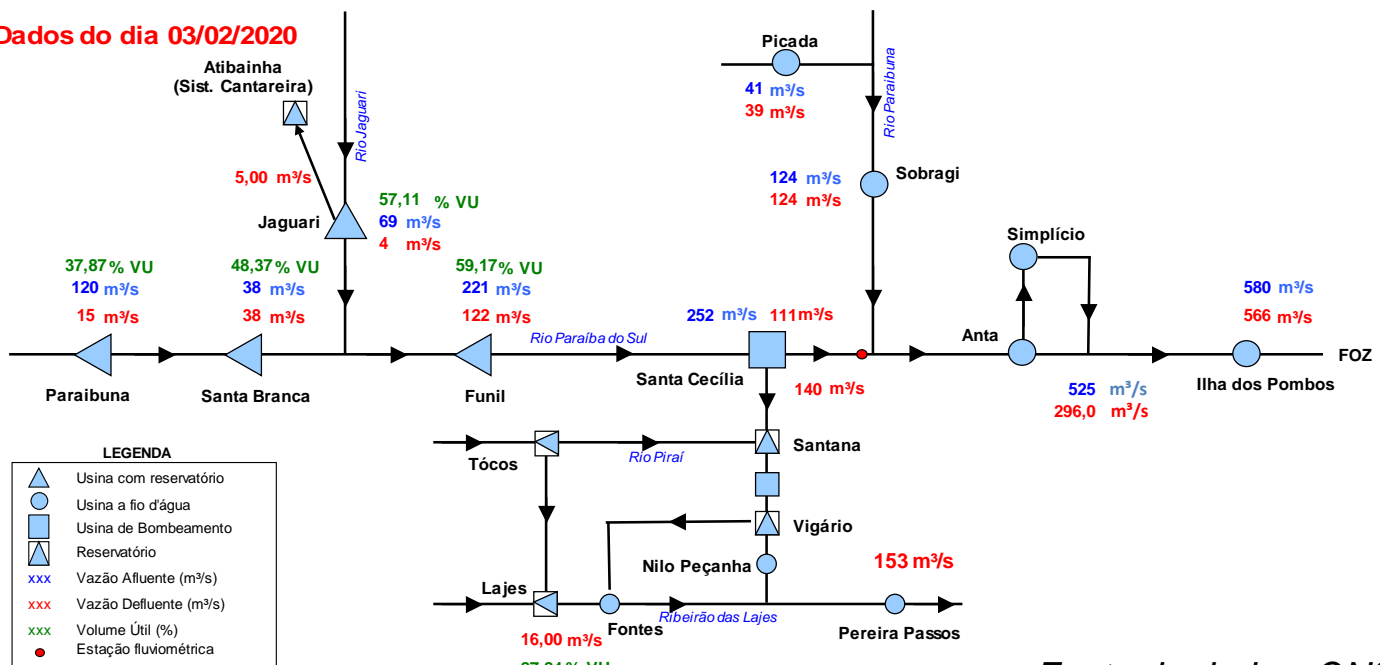 Dados do dia 03/02/2020
Atibainha
(Sist. Cantareira)
Rio Jaguari
5,00 m³/s
Jaguari
57,11 % VU
69 m³/s
4 m³/s
Picada
41 m³/s
39 m³/s
Rio Paraibuna
124 m³/s
124 m³/s
Sobragi
37,87 % VU
120 m³/s
15 m³/s
Paraibuna
48,37 % VU
38 m³/s
38 m³/s
Santa Branca
59,17 % VU
221 m³/s
122 m³/s
Funil
Rio Paraíba do Sul
252 m³/s 111 m³/s
Santa Cecília
140 m³/s
Simplício
Anta
525 m³/s
296,0 m³/s
580 m³/s
566 m³/s
Ilha dos Pombos
FOZ
Tócos
Rio Piraí
Santana
Vigário
Nilo Peçanha
153 m³/s
Lajes
Fontes
Ribeirão das Lajes
Pereira Passos
16,00 m³/s
LEGENDA
Usina com reservatório
Usina a fio d'água
Usina de Bombeamento
Reservatório
xxx Vazão Afluente (m³/s)
xxx Vazão Defluente (m³/s)
xxx Volume Útil (%)
Estação fluviométrica